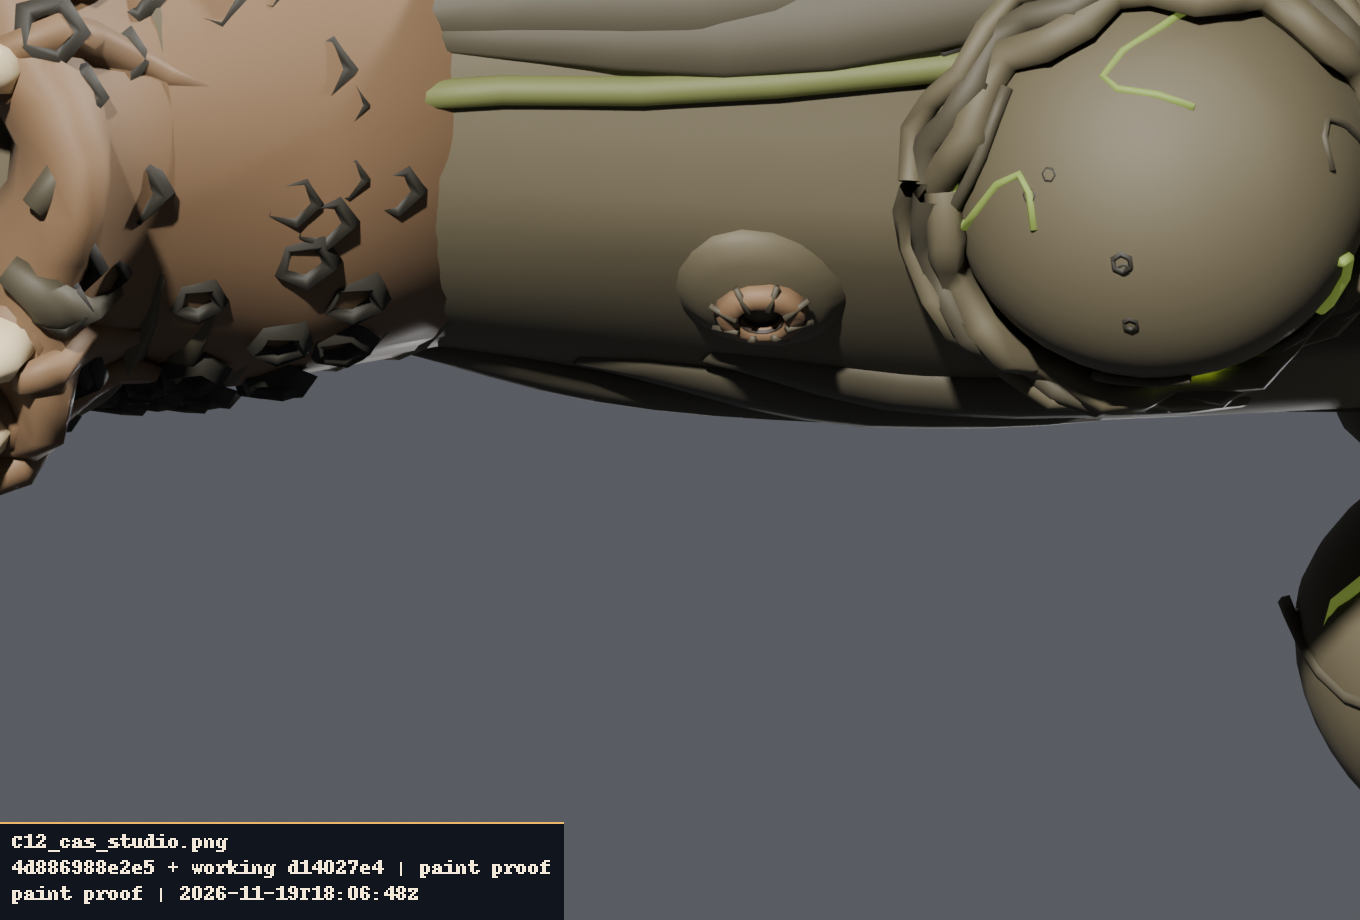 C12_cas_studio.png
4d886988e2e5 + working d14027e4 | paint proof
paint proof | 2026-11-19T18:06:48Z